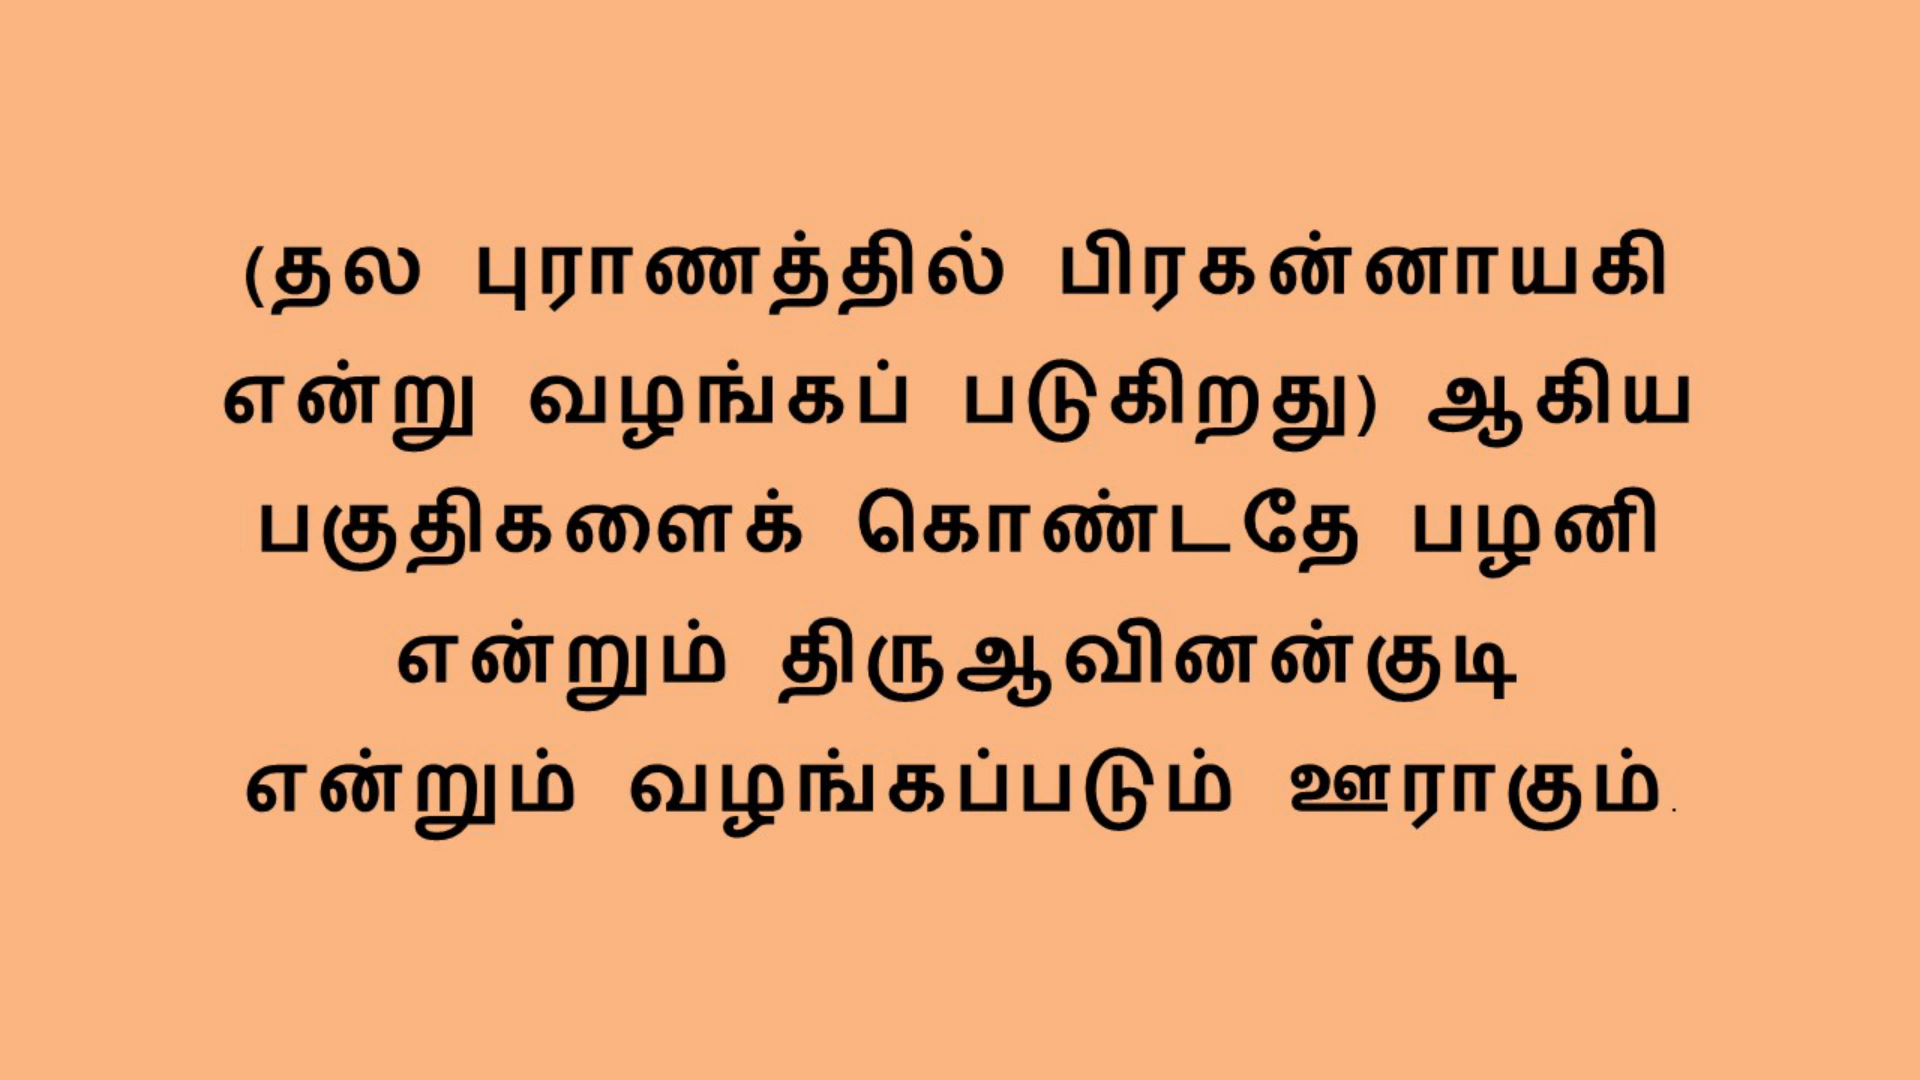 (தல புராணத்தில் பிரகன்னாயகி
என்று வழங்கப் படுகிறது) ஆகிய
பகுதிகளைக் கொண்டதே பழனி
என்றும் திருஆவினன்குடி
என்றும் வழங்கப்படும் ஊராகும்.